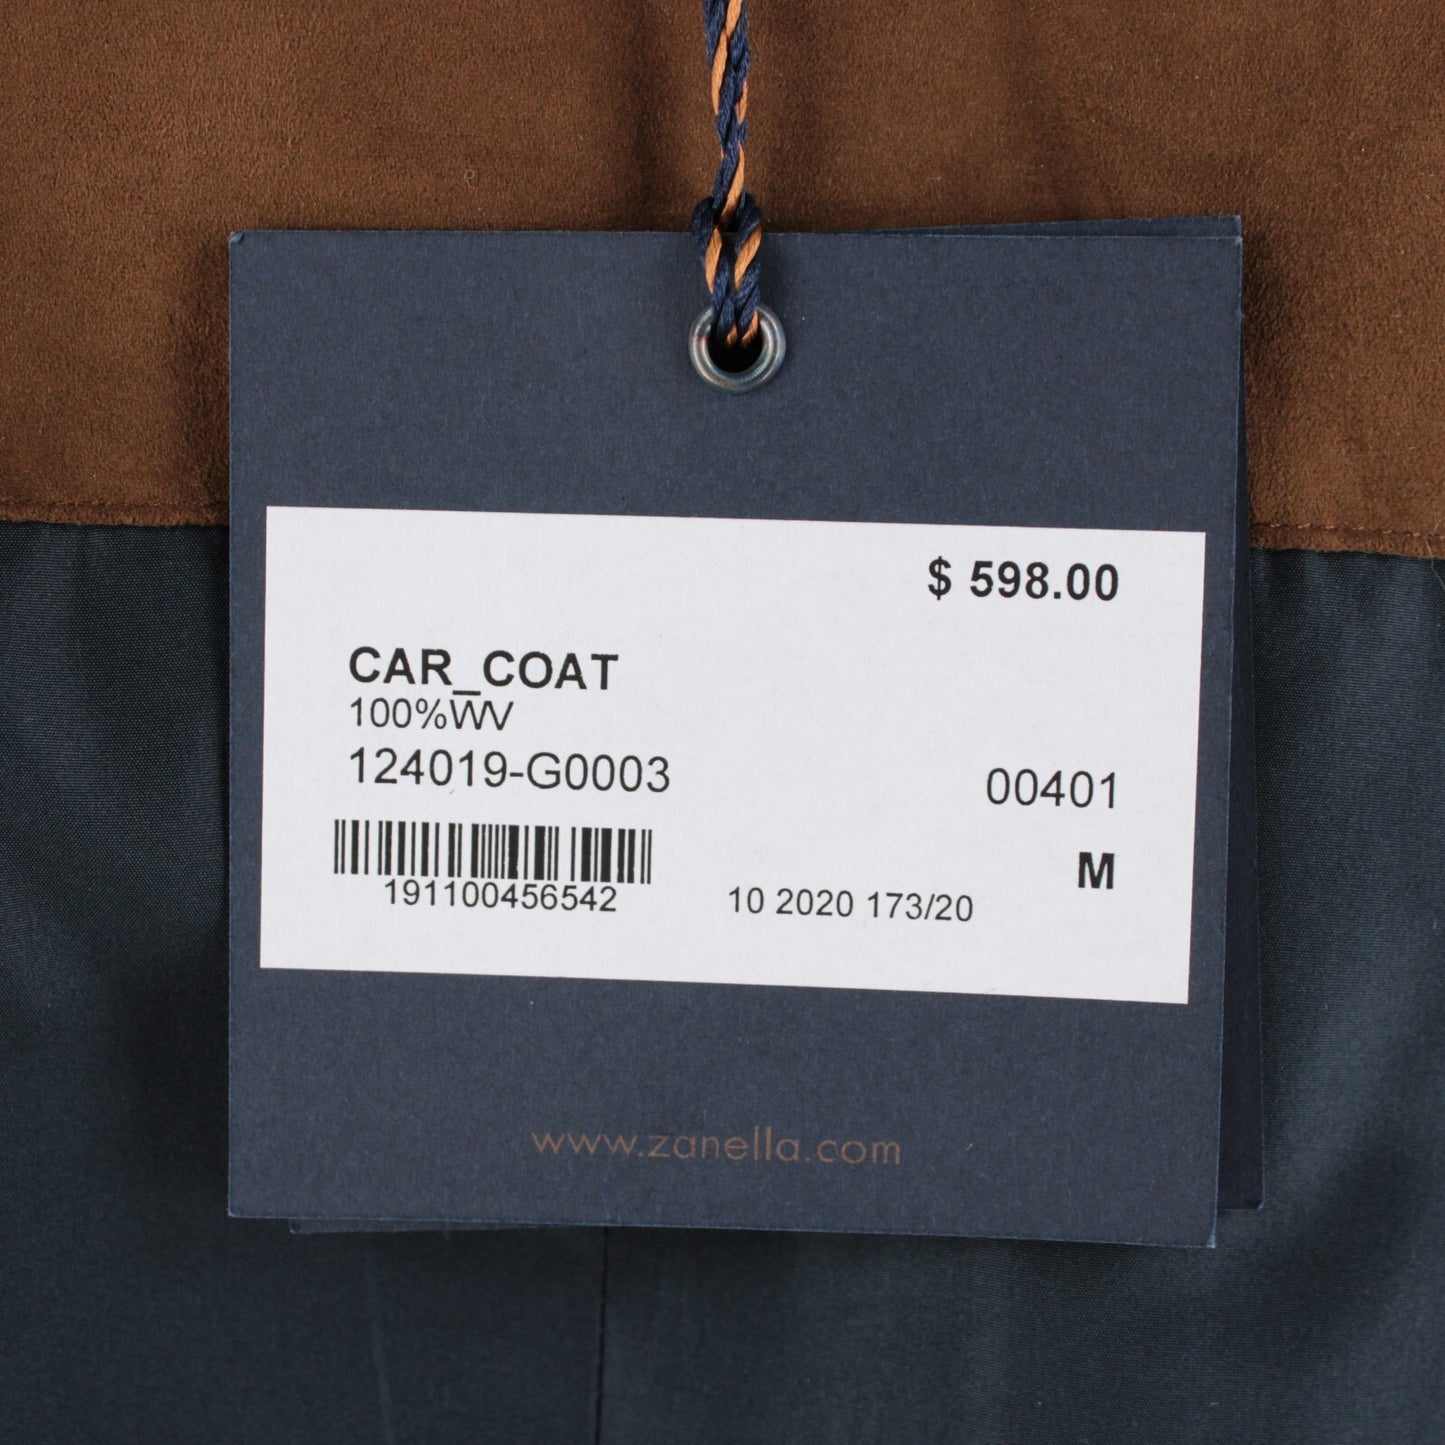 $ 598.00
CAR_COAT
100%WV
124019-G0003
00401
M
191100456542
10 2020 173/20
www.zanella.com